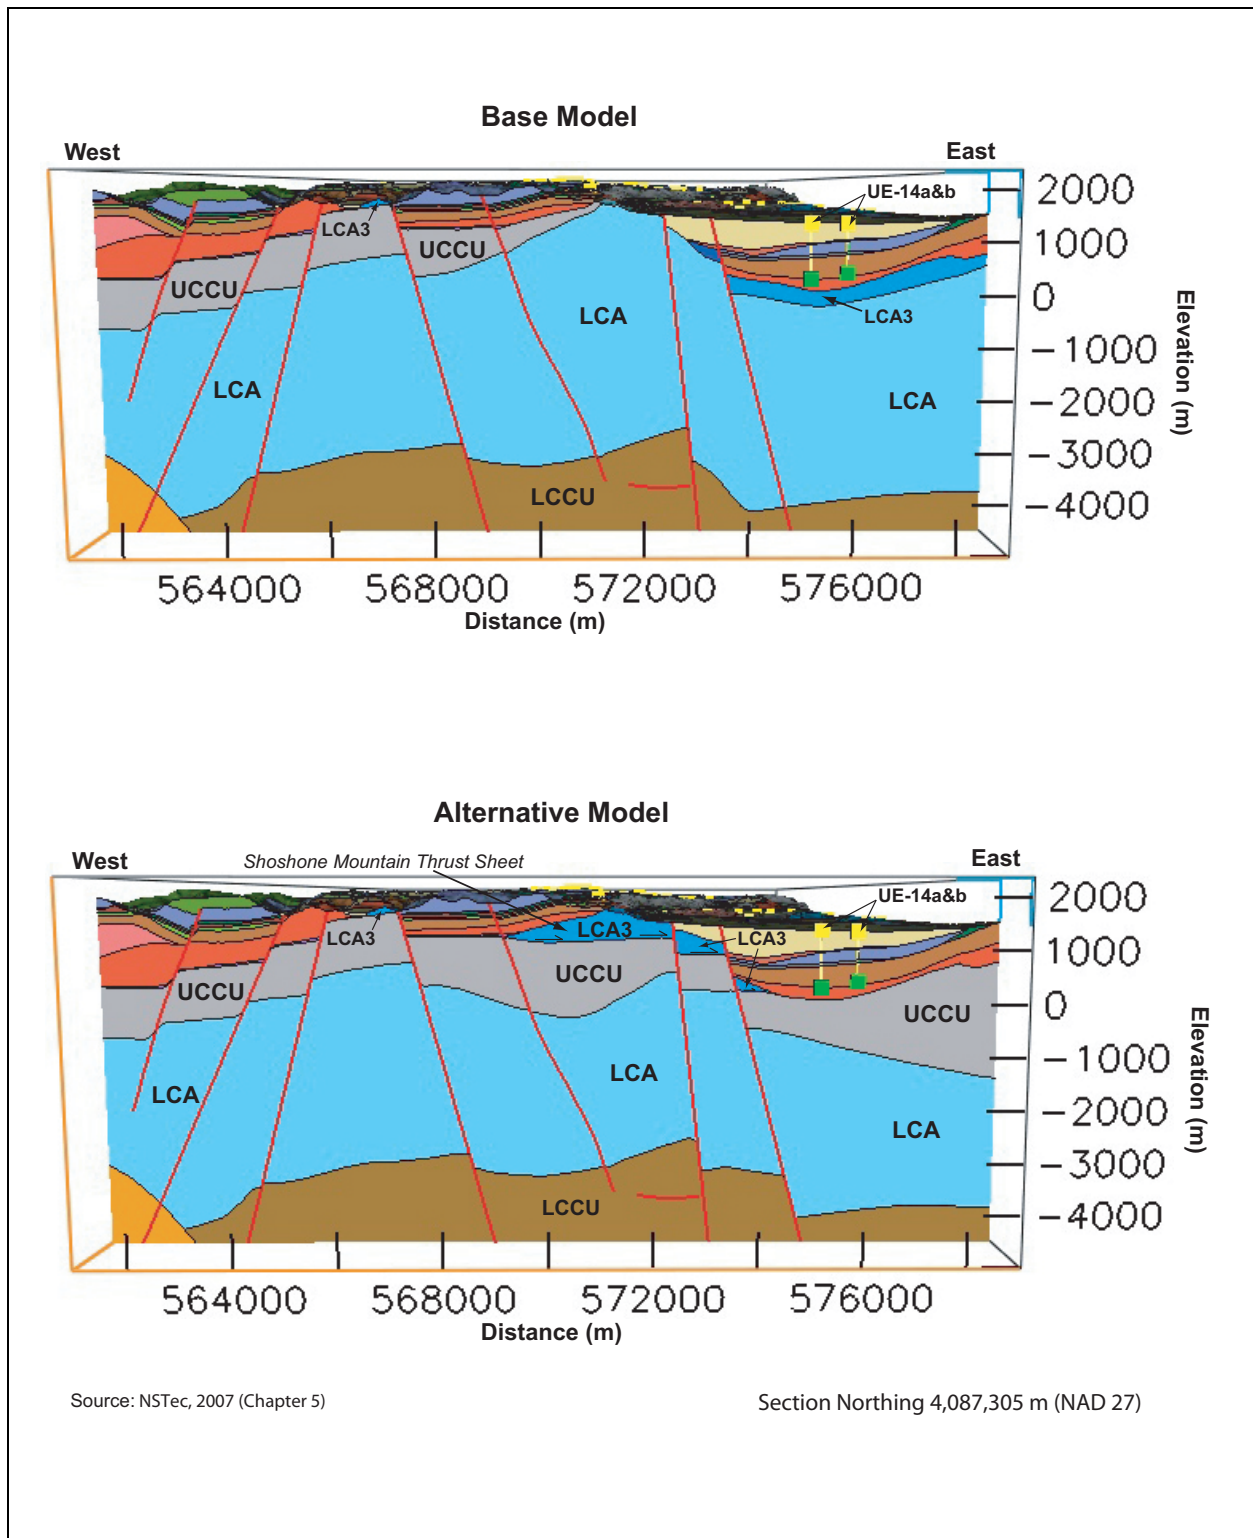 Base Model
West
East
UE-14a&b
2000
1000
0
−1000
−2000
−3000
−4000
Elevation (m)
LCA3
UCCU
UCCU
LCA
LCA3
LCA
LCA
LCCU
564000
568000
572000
576000
Distance (m)
Alternative Model
West
Shoshone Mountain Thrust Sheet
East
UE-14a&b
2000
1000
0
−1000
−2000
−3000
−4000
Elevation (m)
LCA3
LCA3
LCA3
UCCU
UCCU
UCCU
LCA
LCA
LCA
LCCU
564000
568000
572000
576000
Distance (m)
Source: NSTec, 2007 (Chapter 5)
Section Northing 4,087,305 m (NAD 27)